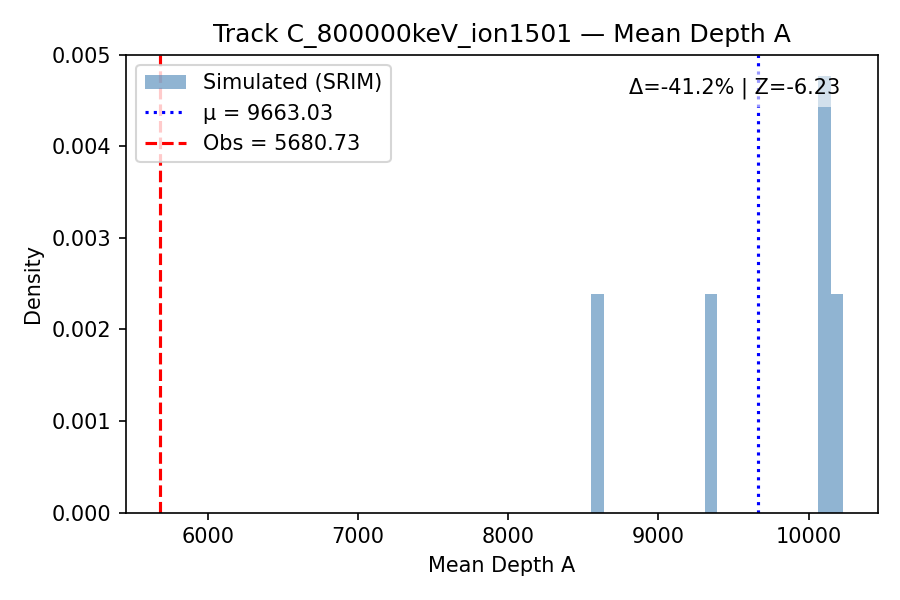 Track C_800000keV_ion1501 — Mean Depth A
Simulated (SRIM)
μ = 9663.03
Obs = 5680.73
Δ=-41.2% | Z=-6.23
0.005
0.004
0.003
0.002
0.001
0.000
Density
6000 7000 8000 9000 10000
Mean Depth A